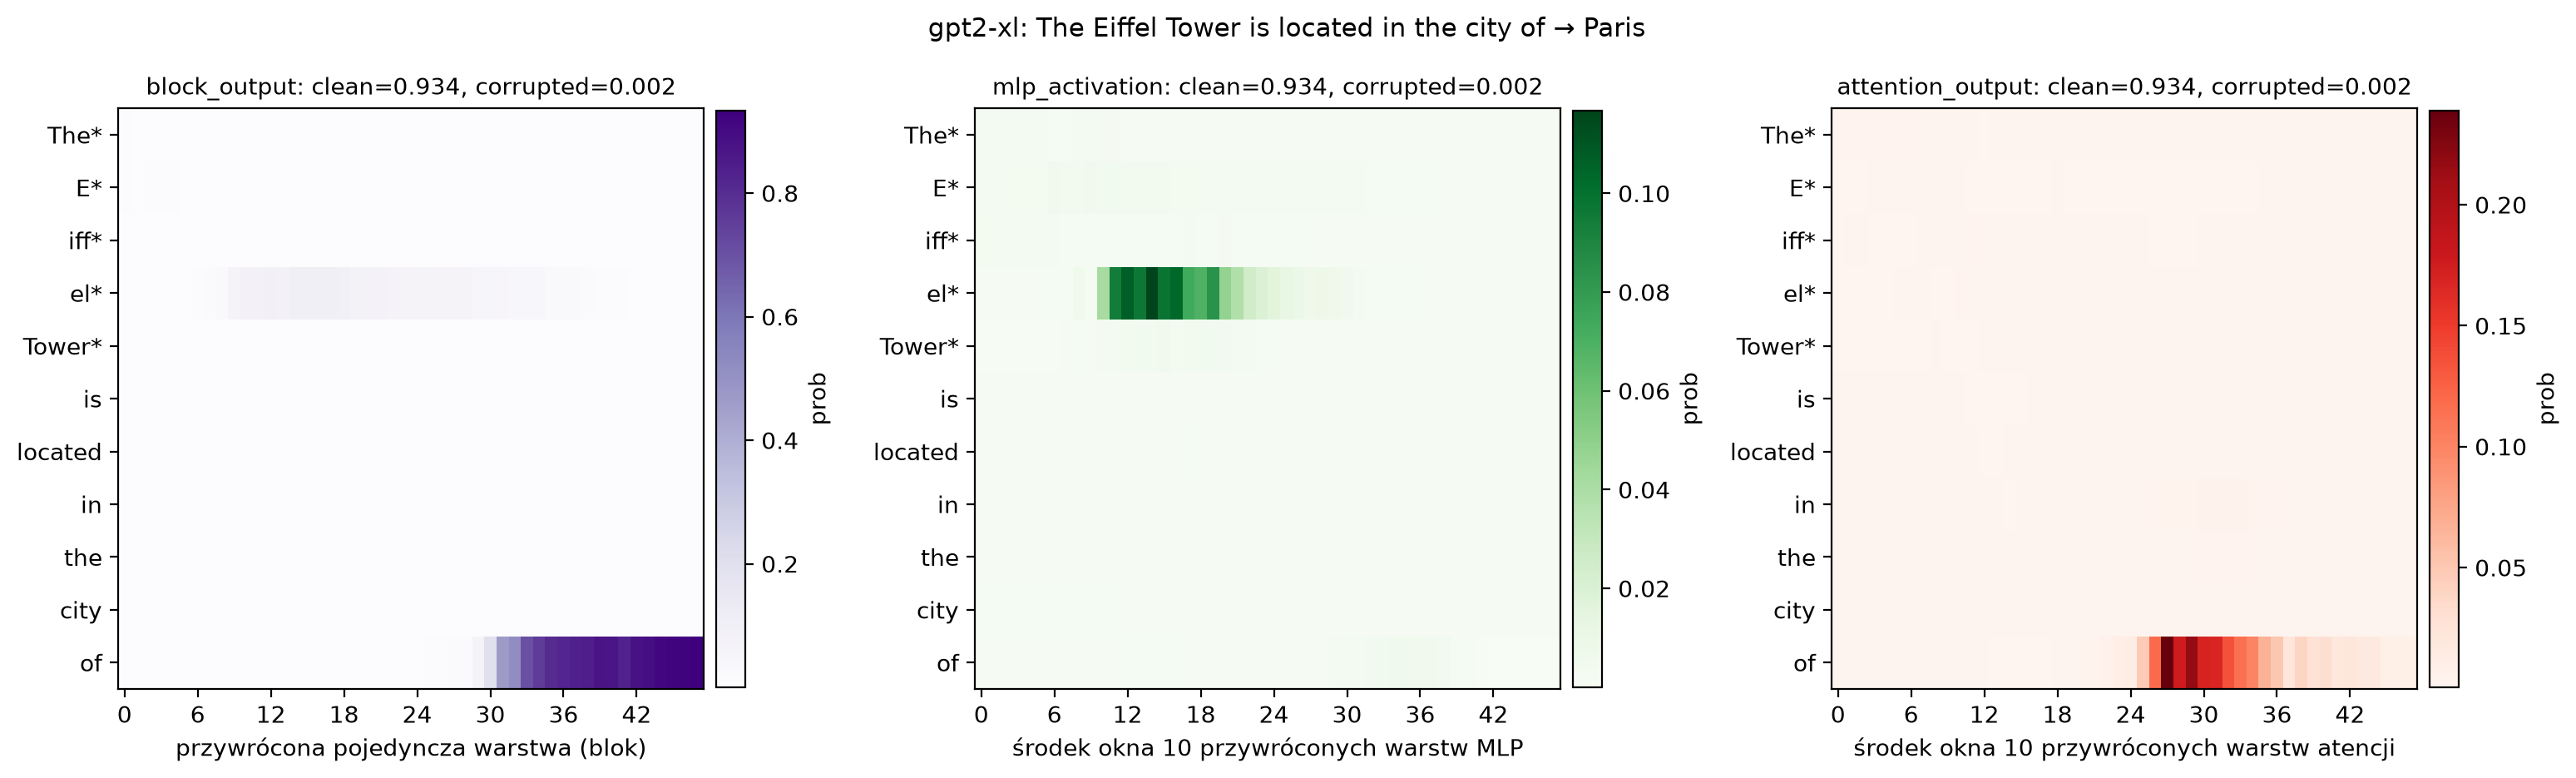 gpt2-xl: The Eiffel Tower is located in the city of → Paris
block_output: clean=0.934, corrupted=0.002
The*
E*
iff*
el*
Tower*
is
located
in
the
city
of
0 6 12 18 24 30 36 42
przywrócona pojedyncza warstwa (blok)
0.8
0.6
0.4
0.2
prob
mlp_activation: clean=0.934, corrupted=0.002
The*
E*
iff*
el*
Tower*
is
located
in
the
city
of
0 6 12 18 24 30 36 42
środek okna 10 przywróconych warstw MLP
0.10
0.08
0.06
0.04
0.02
prob
attention_output: clean=0.934, corrupted=0.002
The*
E*
iff*
el*
Tower*
is
located
in
the
city
of
0 6 12 18 24 30 36 42
środek okna 10 przywróconych warstw atencji
0.20
0.15
0.10
0.05
prob